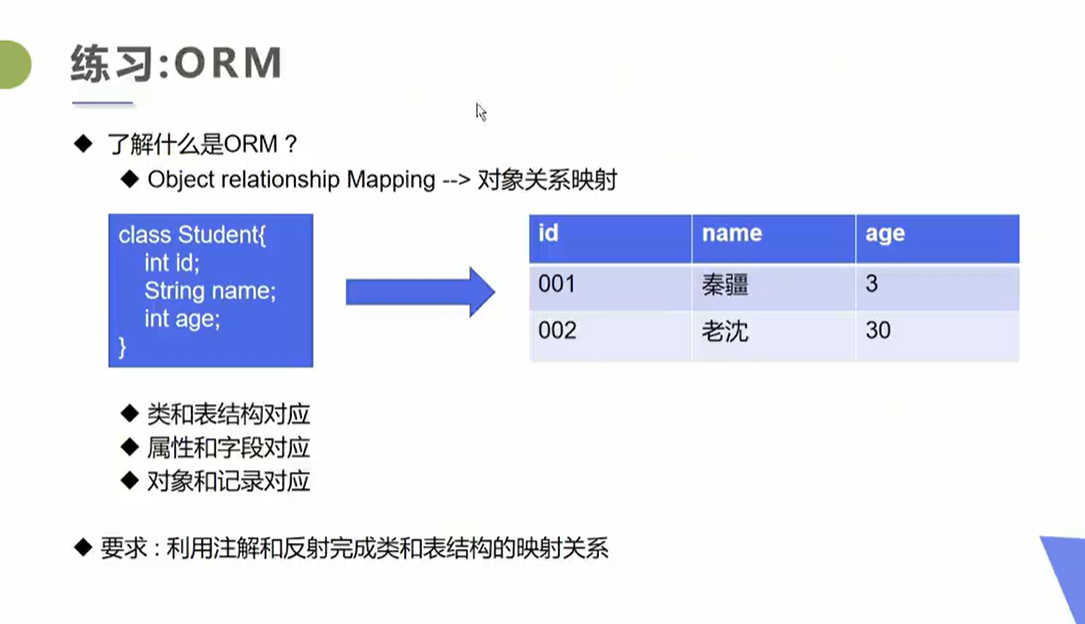 练习:ORM
了解什么是ORM？
Object relationship Mapping --> 对象关系映射
class Student{
int id;
String name;
int age;
}
id name age
001 秦疆 3
002 老沈 30
类和表结构对应
属性和字段对应
对象和记录对应
要求 : 利用注解和反射完成类和表结构的映射关系